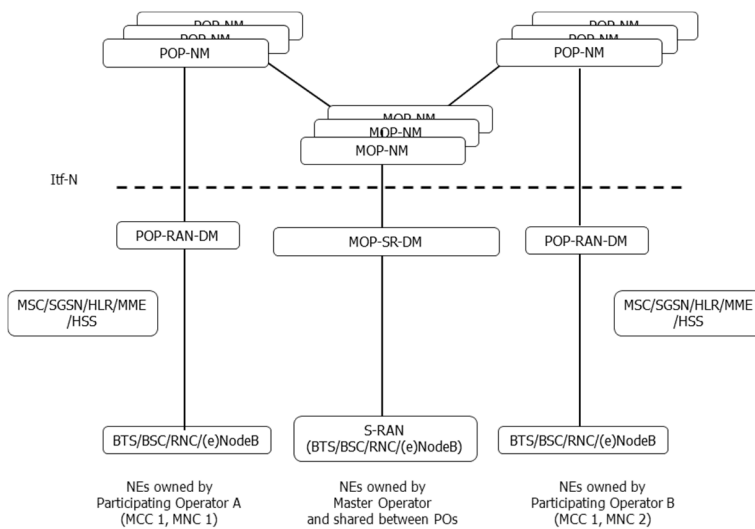 POP-NM
POP-NM
POP-NM
POP-NM
POP-NM
POP-NM
MOP-NM
MOP-NM
MOP-NM
Itf-N
POP-RAN-DM
MOP-SR-DM
POP-RAN-DM
MSC/SGSN/HLR/MME
/HSS
MSC/SGSN/HLR/MME
/HSS
BTS/BSC/RNC/(e)NodeB
S-RAN
(BTS/BSC/RNC/(e)NodeB)
BTS/BSC/RNC/(e)NodeB
NEs owned by
Participating Operator A
(MCC 1, MNC 1)
NEs owned by
Master Operator
and shared between POs
NEs owned by
Participating Operator B
(MCC 1, MNC 2)